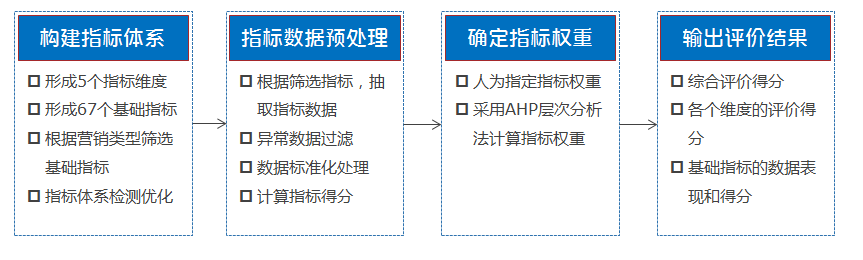 构建指标体系
形成5个指标维度
形成67个基础指标
根据营销类型筛选
基础指标
指标体系检测优化
指标数据预处理
根据筛选指标，抽
取指标数据
异常数据过滤
数据标准化处理
计算指标得分
确定指标权重
人为指定指标权重
采用AHP层次分析
法计算指标权重
输出评价结果
综合评价得分
各个维度的评价得
分
基础指标的数据表
现和得分